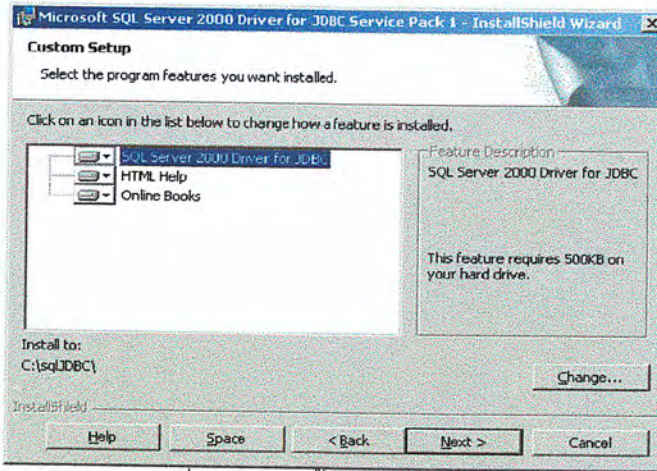 Microsoft SQL Server 2000 Driver for JDBC Service Pack 1 - InstallShield Wizard
Custom Setup
Select the program features you want installed.
Click on an icon in the list below to change how a feature is installed.
SQL Server 2000 Driver for JDBC
HTML Help
Online Books
Feature Description
SQL Server 2000 Driver for JDBC
This feature requires 500KB on
your hard drive.
Install to:
C:\sqlJDBC\
Change...
InstallShield
Help
Space
< Back
Next >
Cancel